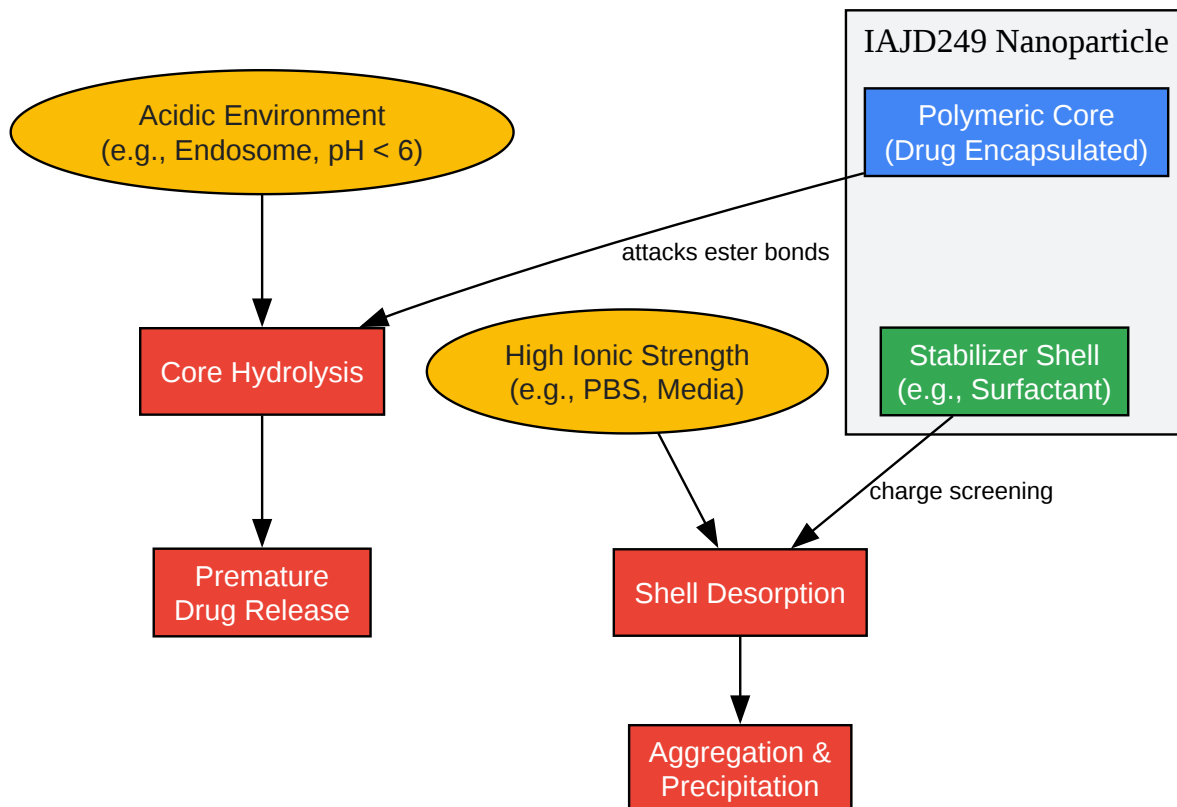 IAJD249 Nanoparticle
Acidic Environment
(e.g., Endosome, pH < 6)
Polymeric Core
(Drug Encapsulated)
attacks ester bonds
Core Hydrolysis
High Ionic Strength
(e.g., PBS, Media)
Stabilizer Shell
(e.g., Surfactant)
charge screening
Premature
Drug Release
Shell Desorption
Aggregation &
Precipitation